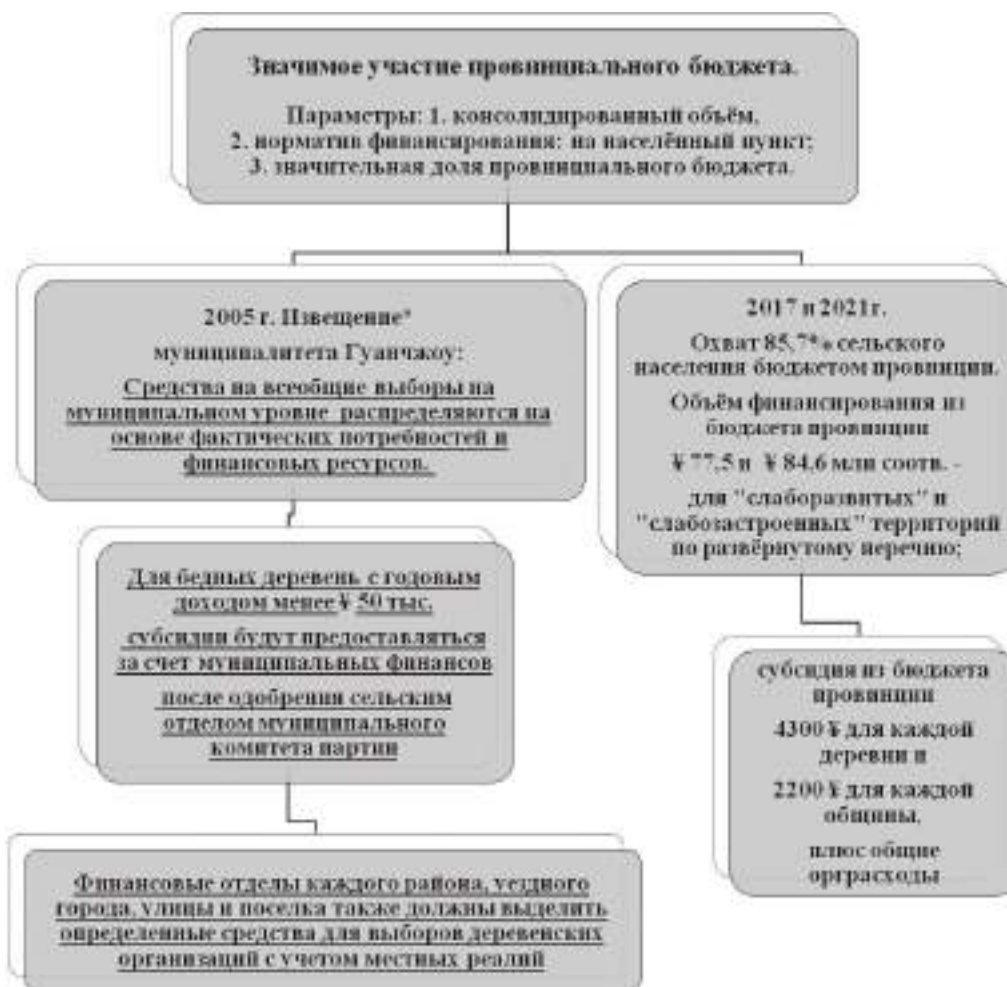 Значимое участие провинциального бюджета.
Параметры: 1. консолидированный объём,
2. норматив финансирования: на населённый пункт;
3. значительная доля провинциального бюджета.
2005 г. Извещение*
муниципалитета Гуанчжоу:
Средства на всеобщие выборы на
муниципальном уровне распределяются на
основе фактических потребностей и
финансовых ресурсов.
Для бедных деревень с годовым
доходом менее ¥ 50 тыс.
субсидии будут предоставляться
за счет муниципальных финансов
после одобрения сельским
отделом муниципального
комитета партии
Финансовые отделы каждого района, уездного
города, улицы и поселка также должны выделить
определенные средства для выборов деревенских
организаций с учетом местных реалий
2017 и 2021г.
Охват 85,7% сельского
населения бюджетом провинции.
Объём финансирования из
бюджета провинции
¥ 77,5 и ¥ 84,6 млн соотв. -
для "слаборазвитых" и
"слабозастроенных" территорий
по развёрнутому перечню;
субсидия из бюджета
провинции
4300 ¥ для каждой
деревни и
2200 ¥ для каждой
общины,
плюс общие
орграсходы